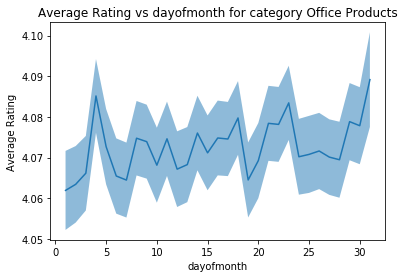 Average Rating vs dayofmonth for category Office Products
4.10
4.09
4.08
4.07
4.06
4.05
Average Rating
0 5 10 15 20 25 30
dayofmonth